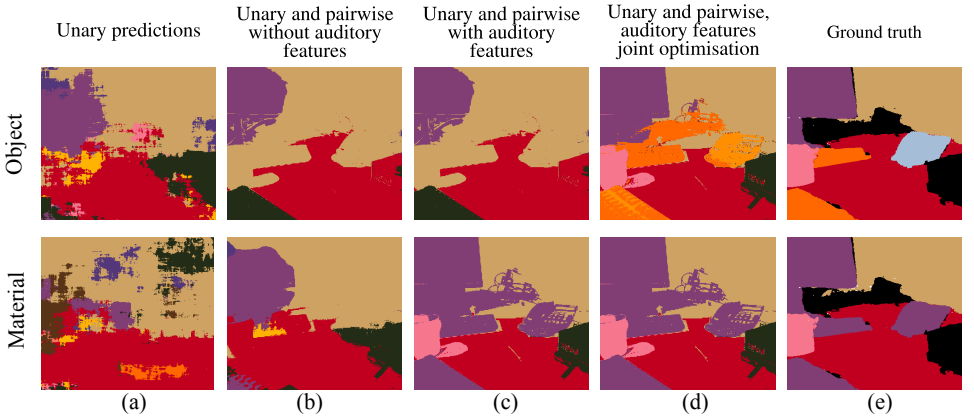 Unary predictions
Unary and pairwise
without auditory
features
Unary and pairwise
with auditory
features
Unary and pairwise,
auditory features
joint optimisation
Ground truth
Object
Material
(a)
(b)
(c)
(d)
(e)